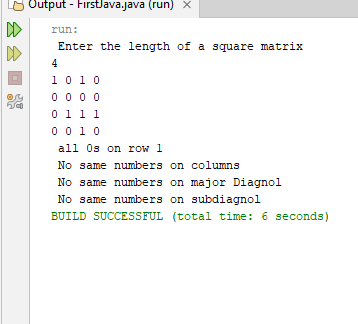 Output - FirstJava.java (run) ×
run:
Enter the length of a square matrix
4
1 0 1 0
0 0 0 0
0 1 1 1
0 0 1 0
all 0s on row 1
No same numbers on columns
No same numbers on major Diagnol
No same numbers on subdiagnol
BUILD SUCCESSFUL (total time: 6 seconds)